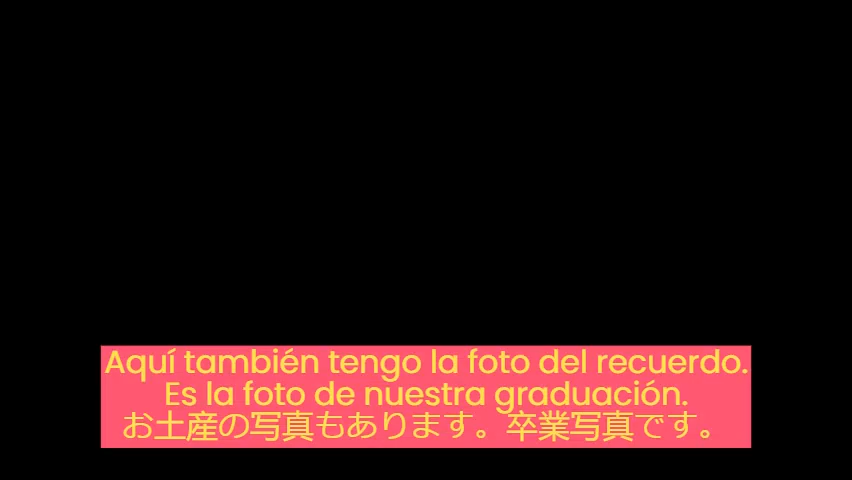 Aquí también tengo la foto del recuerdo.
Es la foto de nuestra graduación.
お土産の写真もあります。卒業写真です。